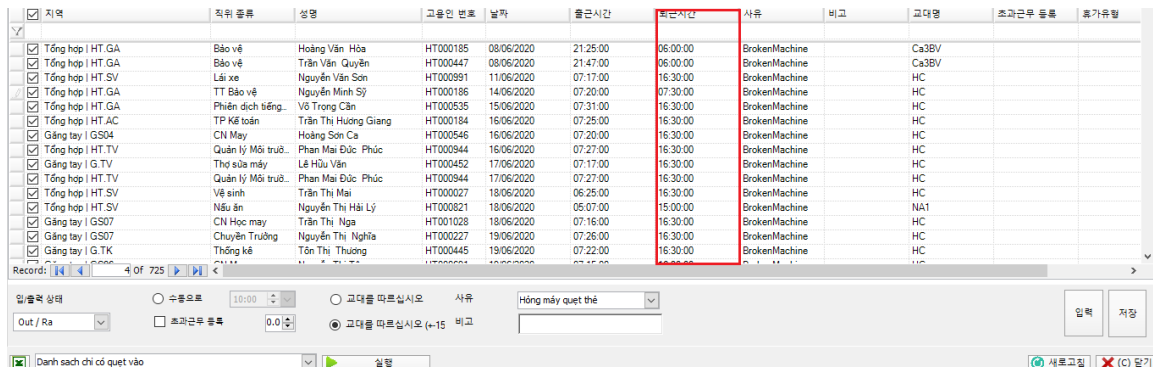 지역 직위 종류 성명 고용인 번호 날짜 출근시간 퇴근시간 사유 비고 교대명 초과근무 등록 휴가유형
Tổng hợp | HT.GA Bảo vệ Hoàng Văn Hòa HT000185 08/06/2020 21:25:00 06:00:00 BrokenMachine Ca3BV
Tổng hợp | HT.GA Bảo vệ Trần Văn Quyền HT000447 08/06/2020 21:47:00 06:00:00 BrokenMachine Ca3BV
Tổng hợp | HT.SV Lái xe Nguyễn Văn Sơn HT000991 11/06/2020 07:17:00 16:30:00 BrokenMachine HC
Tổng hợp | HT.GA TT Bảo vệ Nguyễn Minh Sỹ HT000186 14/06/2020 07:20:00 07:30:00 BrokenMachine HC
Tổng hợp | HT.GA Phiên dịch tiếng... Võ Trọng Cần HT000535 15/06/2020 07:31:00 16:30:00 BrokenMachine HC
Tổng hợp | HT.AC TP Kế toán Trần Thị Hương Giang HT000184 16/06/2020 07:25:00 16:30:00 BrokenMachine HC
Găng tay | GS04 CN May Hoàng Sơn Ca HT000546 16/06/2020 07:20:00 16:30:00 BrokenMachine HC
Tổng hợp | HT.TV Quản lý Môi trườ... Phan Mai Đức Phúc HT000944 16/06/2020 07:27:00 16:30:00 BrokenMachine HC
Găng tay | G.TV Thợ sửa máy Lê Hữu Văn HT000452 17/06/2020 07:17:00 16:30:00 BrokenMachine HC
Tổng hợp | HT.TV Quản lý Môi trườ... Phan Mai Đức Phúc HT000944 17/06/2020 07:27:00 16:30:00 BrokenMachine HC
Tổng hợp | HT.SV Vệ sinh Trần Thị Mai HT000027 18/06/2020 06:25:00 16:30:00 BrokenMachine HC
Tổng hợp | HT.SV Nấu ăn Nguyễn Thị Hải Lý HT000821 18/06/2020 05:07:00 15:00:00 BrokenMachine NA1
Găng tay | GS07 CN Học may Trần Thị Nga HT001028 18/06/2020 07:16:00 16:30:00 BrokenMachine HC
Găng tay | GS07 Chuyền Trưởng Nguyễn Thị Nghĩa HT000227 19/06/2020 07:26:00 16:30:00 BrokenMachine HC
Găng tay | G.TK Thống kê Tôn Thị Thương HT000445 19/06/2020 07:22:00 16:30:00 BrokenMachine HC
Record: 4 Of 725
입/출력 상태 수동으로 10:00 교대를 따르십시오 사유 Hỏng máy quẹt thẻ
Out / Ra 초과근무 등록 0.0 교대를 따르십시오 (+-15 비고 입력 저장
Danh sach chi có quẹt vào 실행 새로고침 (C) 닫기